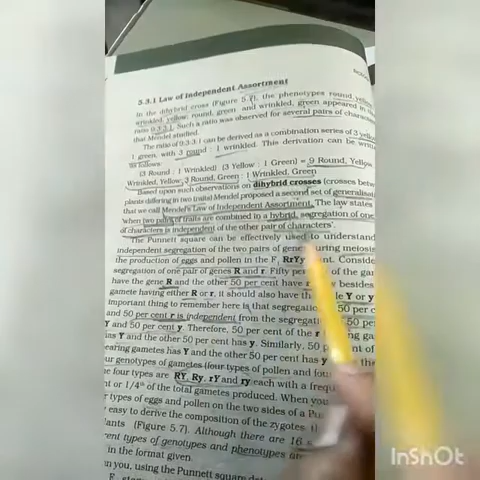 5.3.1 Law of Independent Assortment
In the dihybrid cross (Figure 5.7), the phenotypes round, yellow
wrinkled, yellow; round, green and wrinkled, green appeared in
ratio 9:3:3:1. Such a ratio was observed for several pairs of characters
that Mendel studied.
The ratio of 9:3:3:1 can be derived as a combination series of 3 yellow:
1 green, with 3 round : 1 wrinkled. This derivation can be
as follows:
(3 Round : 1 Wrinkled) (3 Yellow : 1 Green) = 9 Round, Yellow
Wrinkled, Yellow: 3 Round, Green : 1 Wrinkled, Green
Based upon such observations on dihybrid crosses (crosses
plants differing in two traits) Mendel proposed a second set of
that we call Mendel's Law of Independent Assortment. The law states
'when two pairs of traits are combined in a hybrid, segregation of one
of characters is independent of the other pair of characters'.
The Punnett square can be effectively used to understand
independent segregation of the two pairs of genes during meiosis
the production of eggs and pollen in the F₁ RrYy
segregation of one pair of genes R and r. Fifty per cent of the
have the gene R and the other 50 per cent have r. besides
gamete having either R or r, it should also have the Y or y
important thing to remember here is that segregation 50 per
and 50 per cent r is independent from the 50 per
Y and 50 per cent y. Therefore, 50 per cent of the r
has Y and the other 50 per cent has y. Similarly, 50 of
bearing gametes has Y and the other 50 per cent has the
four genotypes of gametes (four types of pollen and
The four types are RY, Ry, rY and ry each with a
or 1/4th of the total gametes produced. When you
types of eggs and pollen on the two sides of a
easy to derive the composition of the zygotes
(Figure 5.7). Although there are 16
types of genotypes and phenotypes are
in the format given.
you, using the Punnett square
F₂
InShOt